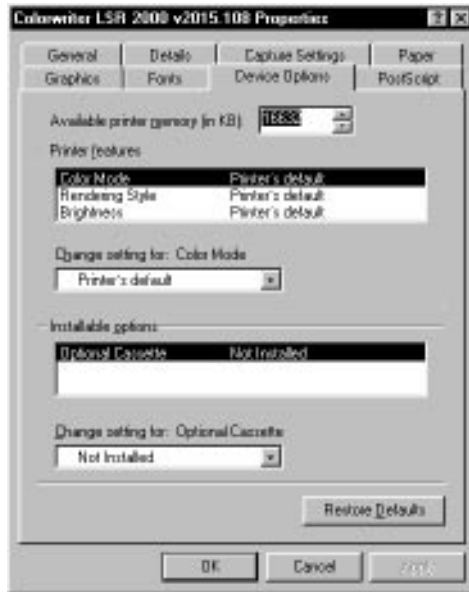 Colorwriter LSR 2000 v2015.108 Properties
General Details Capture Settings Paper
Graphics Fonts Device Options PostScript
Available printer memory (in KB):
Printer features
Color Mode Printer's default
Rendering Style Printer's default
Brightness Printer's default
Change setting for: Color Mode
Printer's default
Installable options
Optional Cassette Not Installed
Change setting for: Optional Cassette
Not Installed
Restore Defaults
OK Cancel Apply